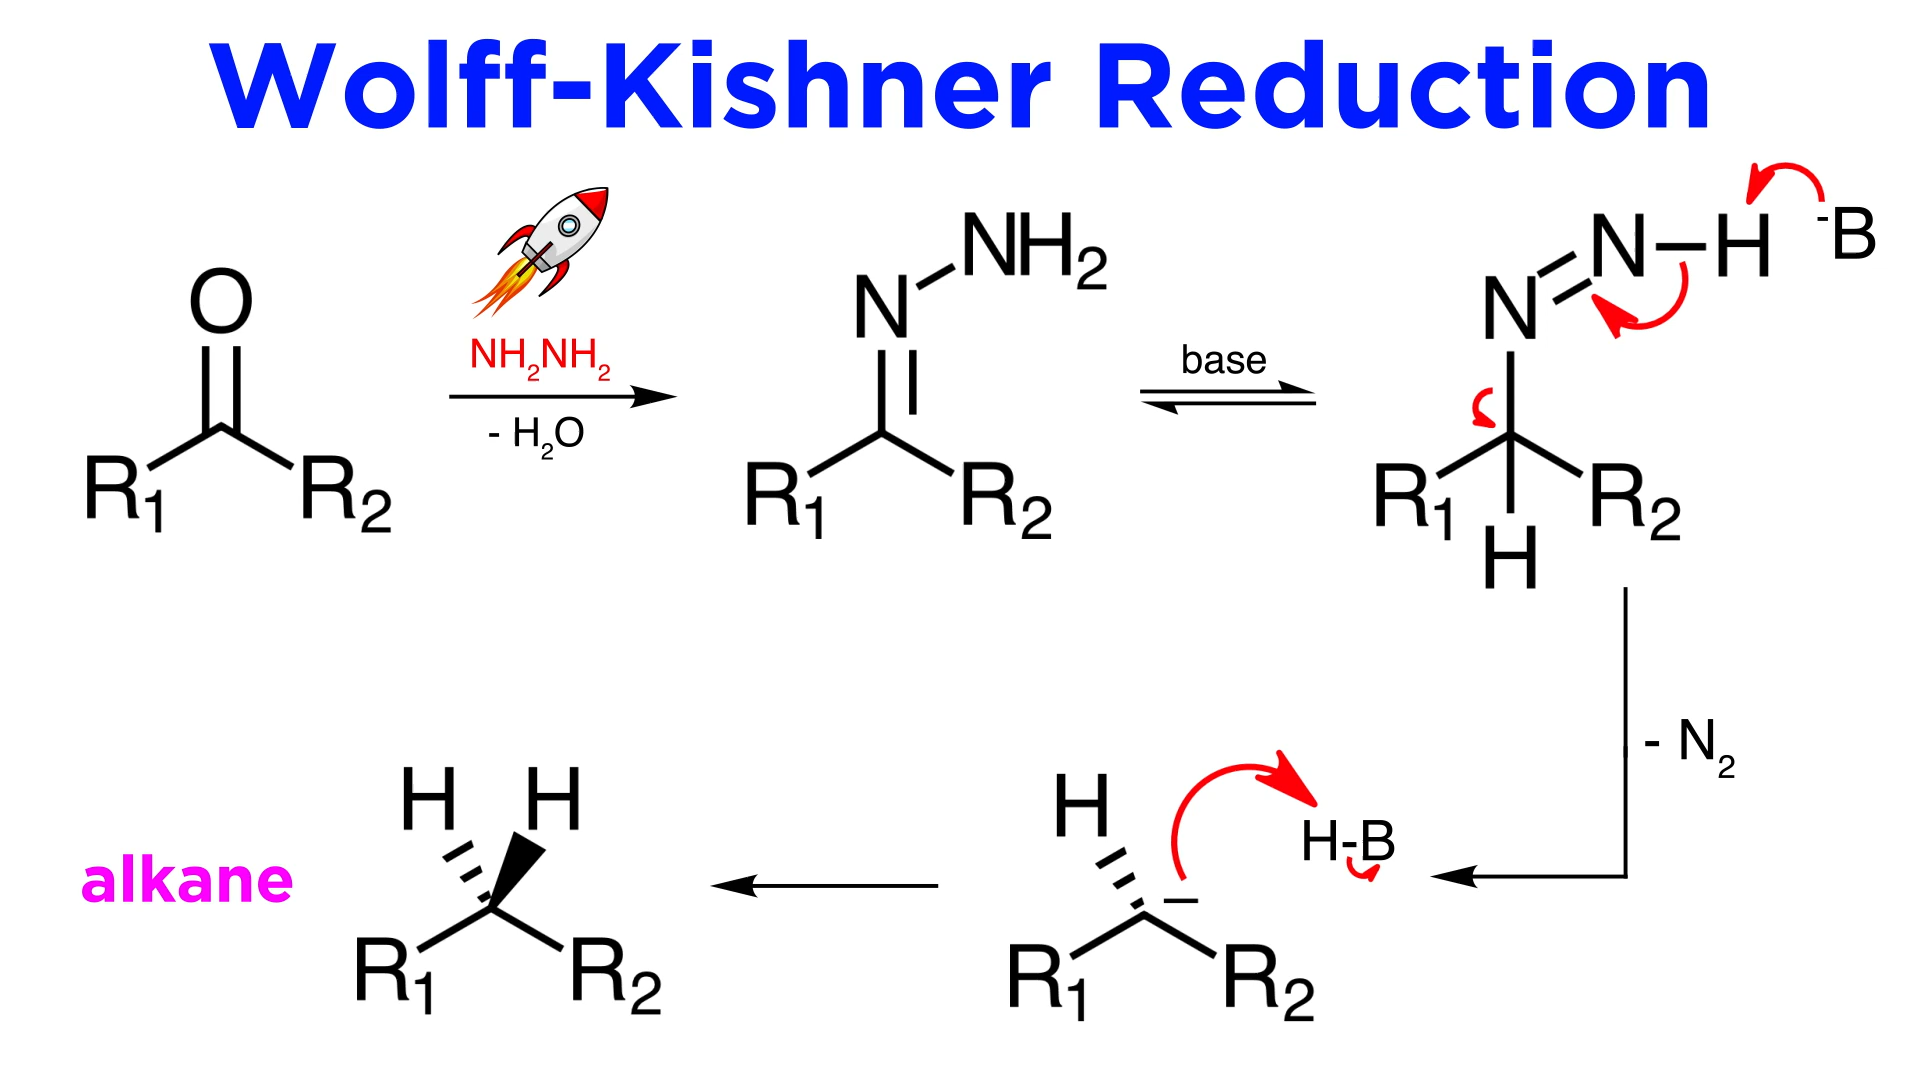 Wolff-Kishner Reduction
O
R₁ R₂
NH₂NH₂
- H₂O
N NH₂
R₁ R₂
base
N N H ⁻B
R₁ R₂
H
- N₂
H
R₁ R₂
–
H-B
H H
R₁ R₂
alkane